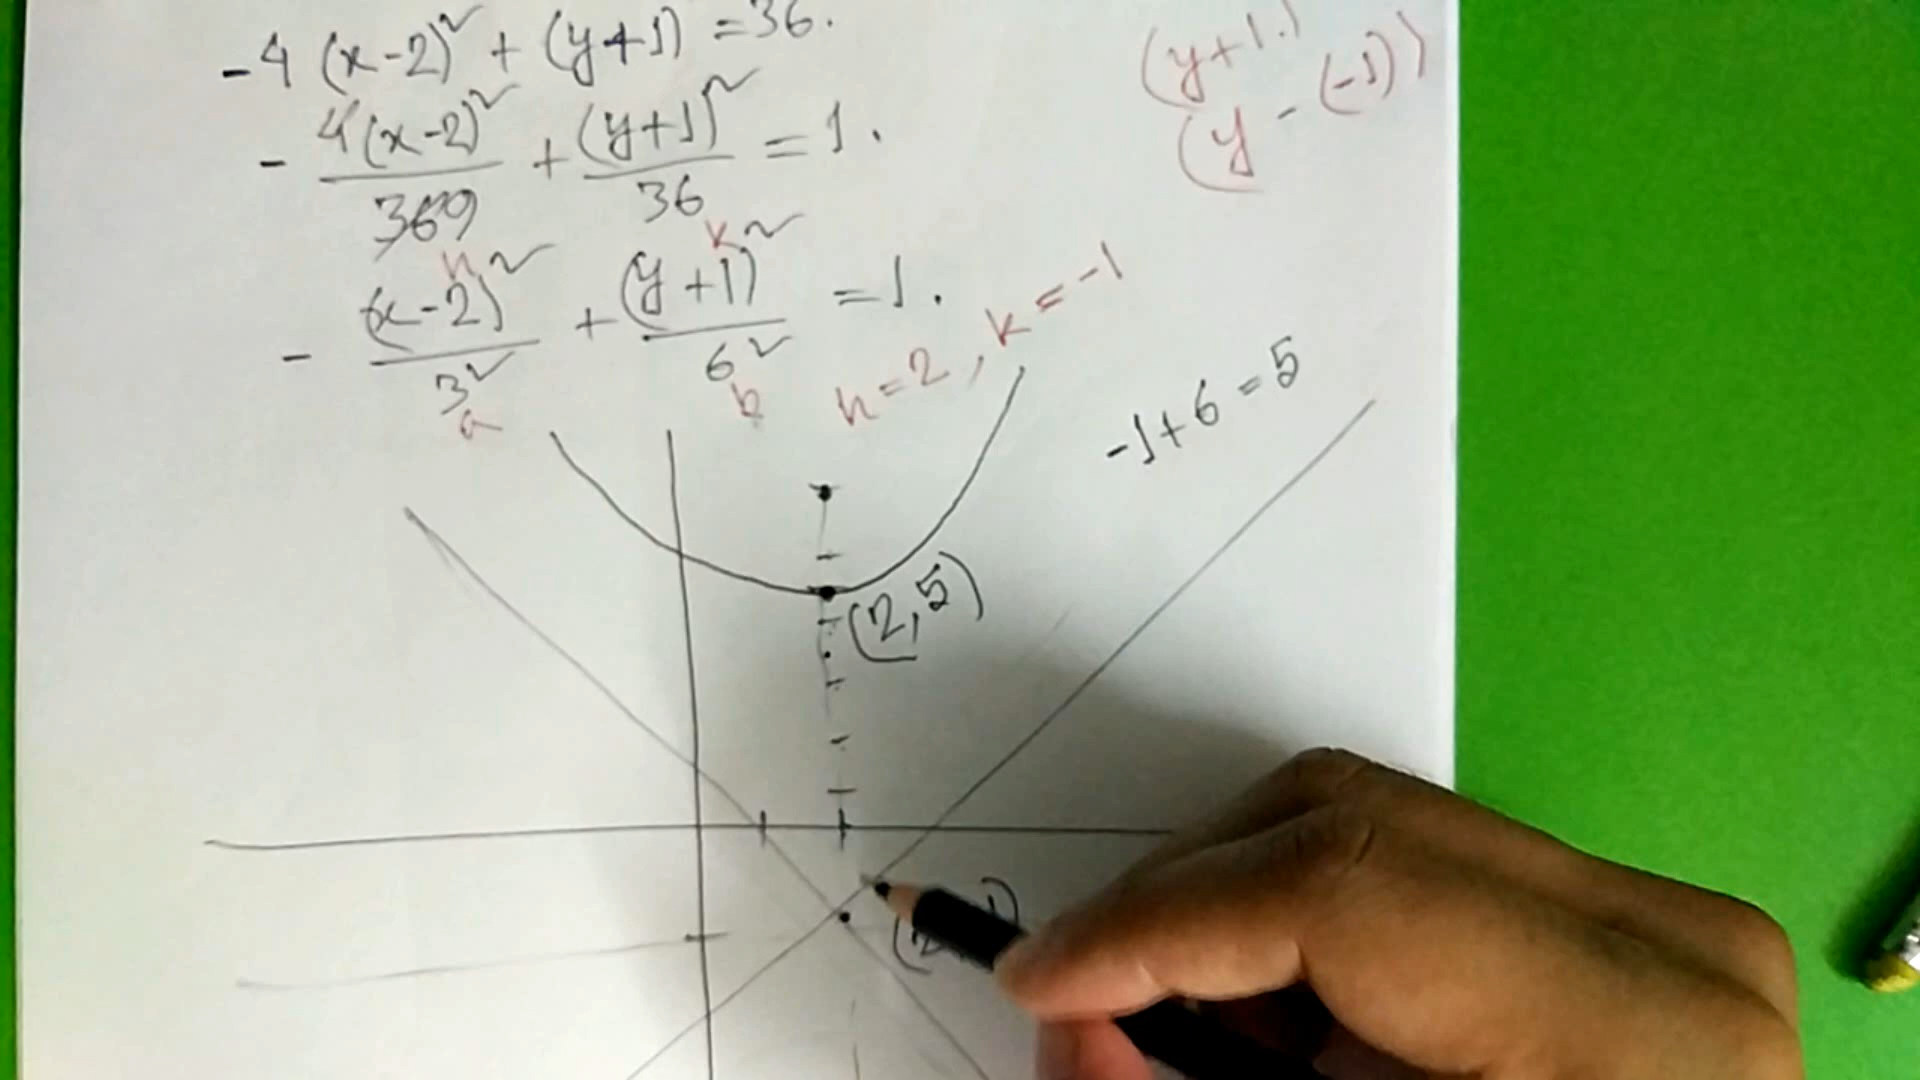 -4 (x-2)² + (y+1) = 36.
(y+1.)
(y - (-1))
- 4(x-2)²/369 + (y+1)²/36 = 1.
h k
- (x-2)²/3² + (y+1)²/6² = 1.
a b h=2, k=-1
-1+6=5
(2,5)
(2